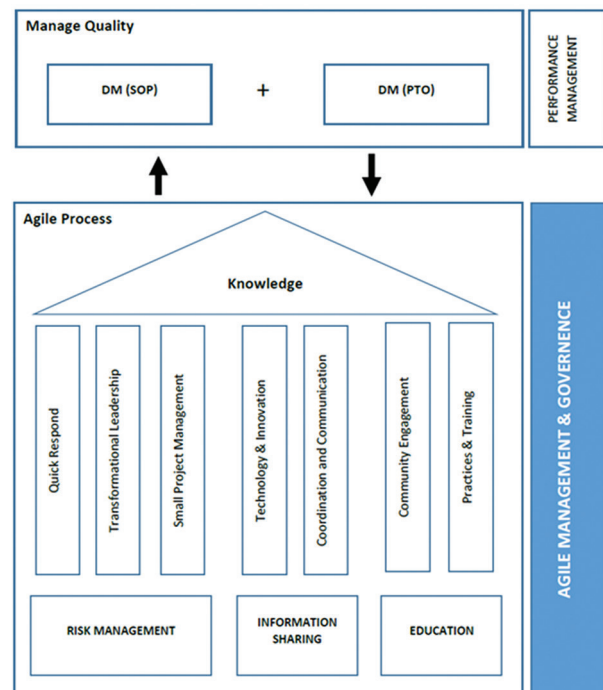 Manage Quality
DM (SOP)
+
DM (PTO)
PERFORMANCE
MANAGEMENT
Agile Process
Knowledge
Quick Respond
Transformational Leadership
Small Project Management
Technology & Innovation
Coordination and Communication
Community Engagement
Practices & Training
RISK MANAGEMENT
INFORMATION
SHARING
EDUCATION
AGILE MANAGEMENT & GOVERNENCE